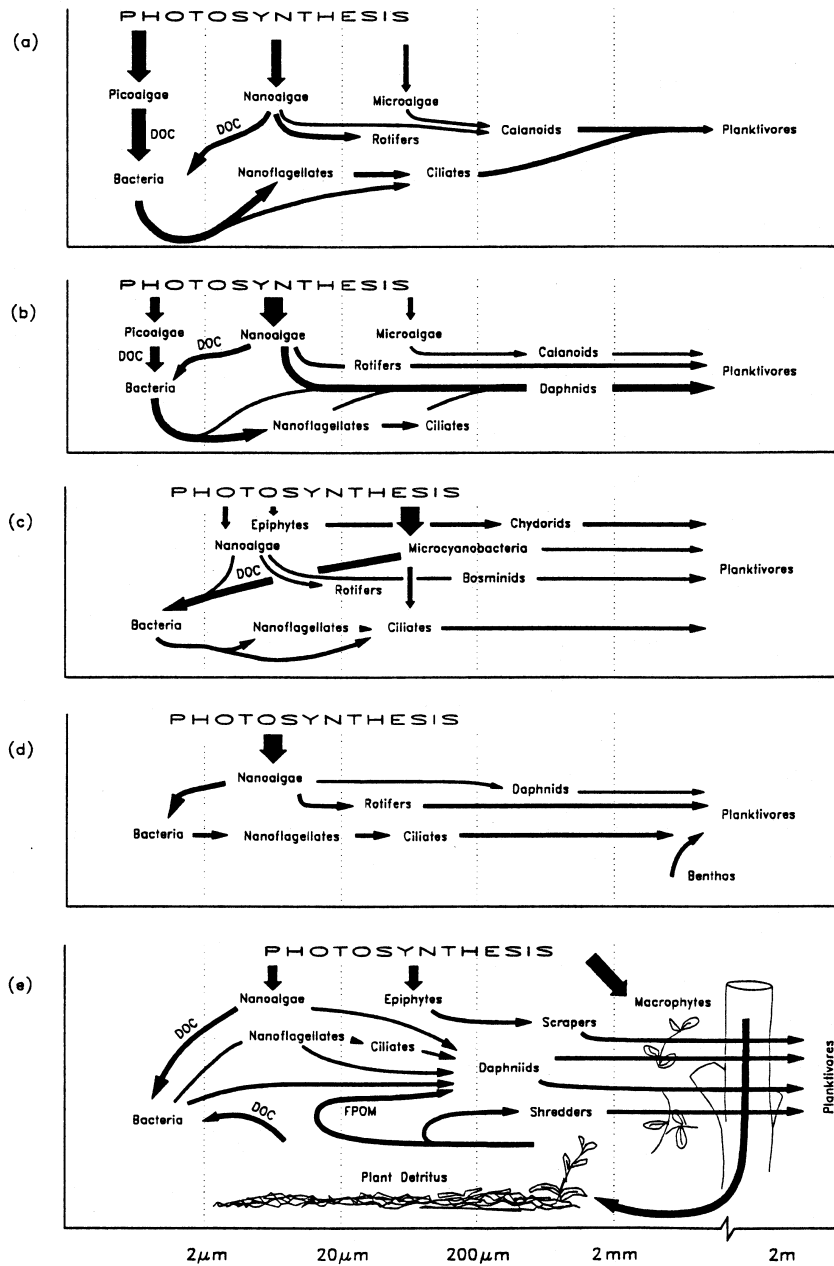 PHOTOSYNTHESIS
(a)
Picoalgae
Nanoalgae
Microalgae
DOC
DOC
Rotifers
Calanoids
Planktivores
Bacteria
Nanoflagellates
Ciliates
PHOTOSYNTHESIS
(b)
Picoalgae
Nanoalgae
Microalgae
DOC
DOC
Calanoids
Rotifers
Planktivores
Bacteria
Daphnids
Nanoflagellates
Ciliates
PHOTOSYNTHESIS
(c)
Epiphytes
Chydorids
Nanoalgae
Microcyanobacteria
DOC
Planktivores
Rotifers
Bosminids
Bacteria
Nanoflagellates
Ciliates
PHOTOSYNTHESIS
(d)
Nanoalgae
Daphnids
Rotifers
Planktivores
Bacteria
Nanoflagellates
Ciliates
Benthos
PHOTOSYNTHESIS
(e)
Nanoalgae
Epiphytes
Macrophytes
DOC
Scrapers
Nanoflagellates
Ciliates
Daphniids
Planktivores
Bacteria
DOC
FPOM
Shredders
Plant Detritus
2μm 20μm 200μm 2mm 2m